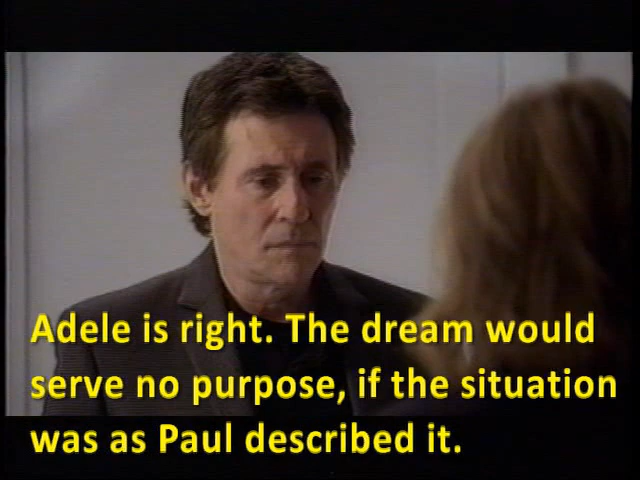 Adele is right. The dream would
serve no purpose, if the situation
was as Paul described it.